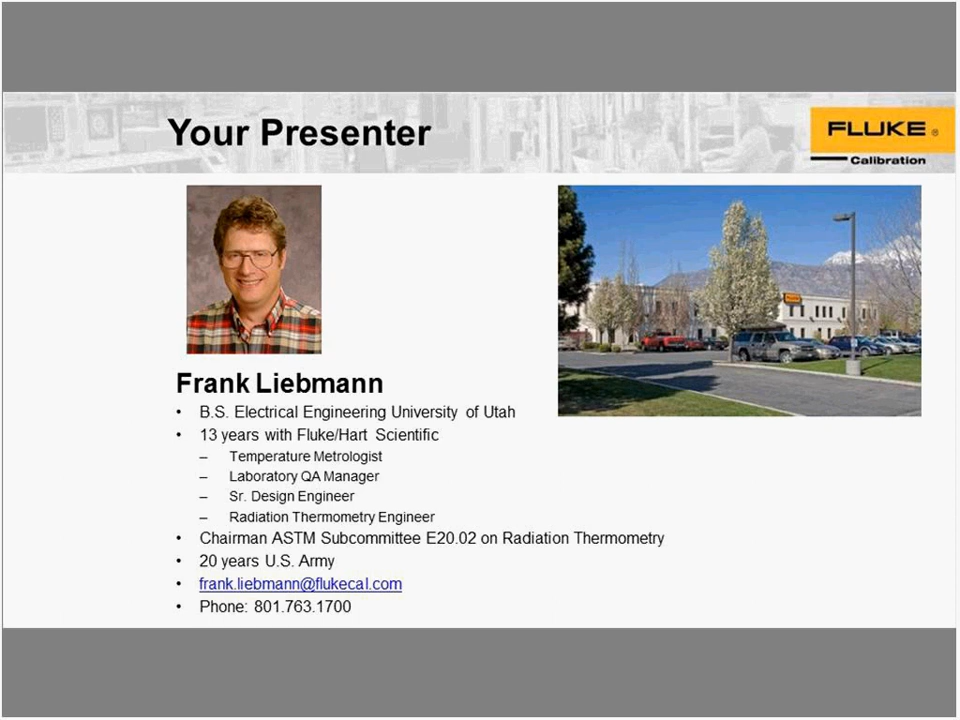 Your Presenter
FLUKE ®
Calibration
FLUKE
Frank Liebmann
• B.S. Electrical Engineering University of Utah
• 13 years with Fluke/Hart Scientific
– Temperature Metrologist
– Laboratory QA Manager
– Sr. Design Engineer
– Radiation Thermometry Engineer
• Chairman ASTM Subcommittee E20.02 on Radiation Thermometry
• 20 years U.S. Army
• frank.liebmann@flukecal.com
• Phone: 801.763.1700